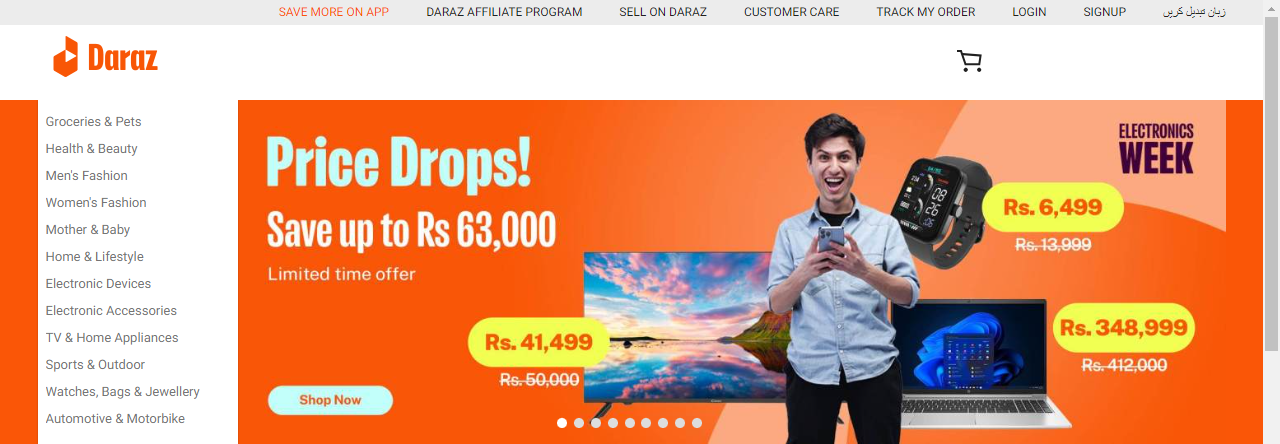 SAVE MORE ON APP DARAZ AFFILIATE PROGRAM SELL ON DARAZ CUSTOMER CARE TRACK MY ORDER LOGIN SIGNUP زبان تبدیل کریں
Daraz
Groceries & Pets
Health & Beauty
Men's Fashion
Women's Fashion
Mother & Baby
Home & Lifestyle
Electronic Devices
Electronic Accessories
TV & Home Appliances
Sports & Outdoor
Watches, Bags & Jewellery
Automotive & Motorbike
Price Drops!
Save up to Rs 63,000
Limited time offer
Rs. 41,499
Rs. 50,000
Shop Now
ELECTRONICS
WEEK
Rs. 6,499
Rs. 13,999
Rs. 348,999
Rs. 412,000